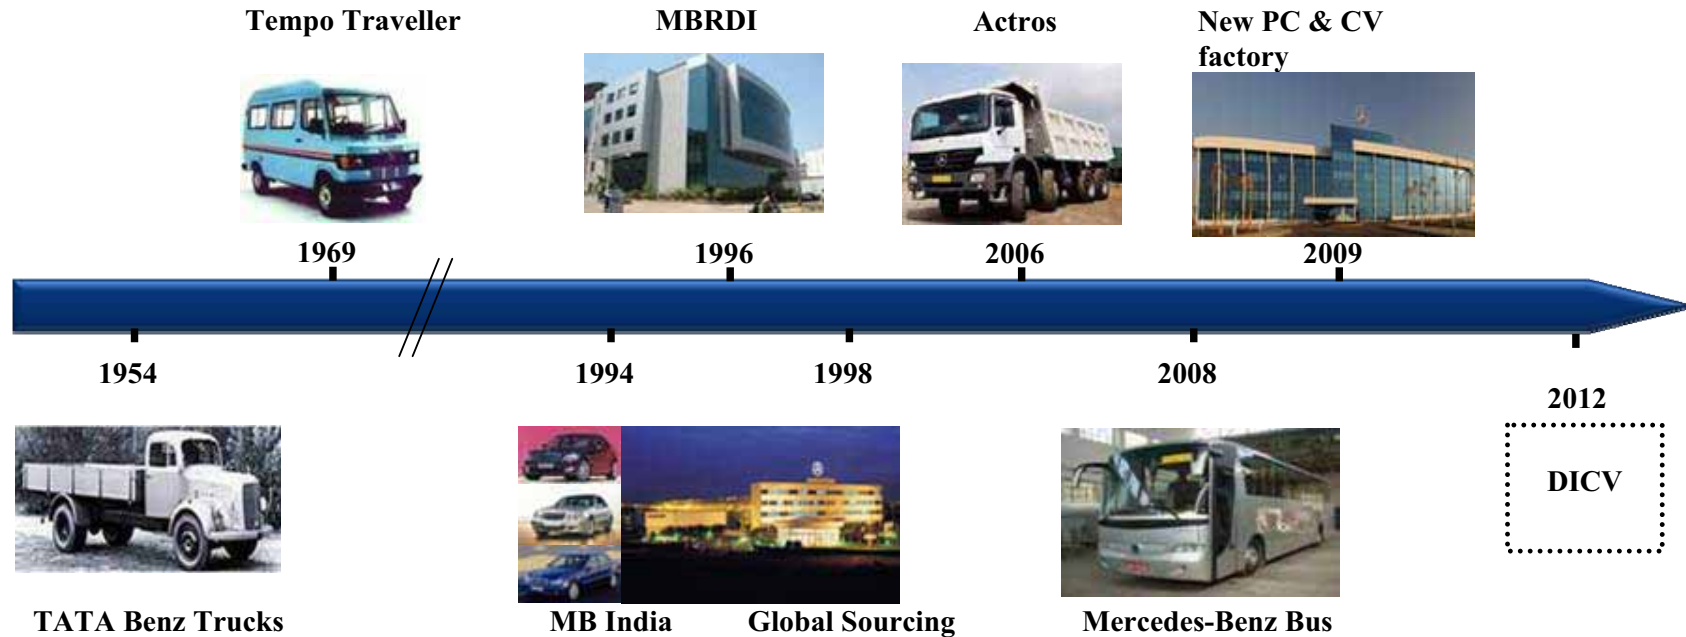 Tempo Traveller
MBRDI
Actros
New PC & CV
factory
1969
1996
2006
2009
1954
1994
1998
2008
2012
DICV
TATA Benz Trucks
MB India
Global Sourcing
Mercedes-Benz Bus